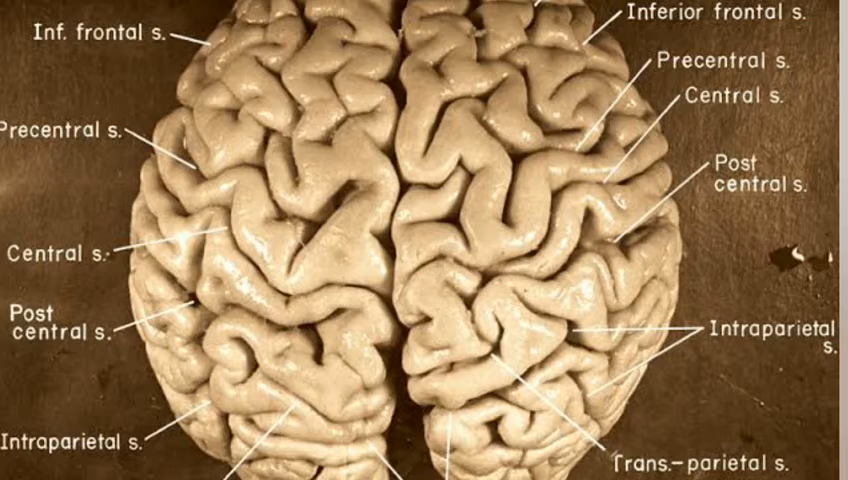 Inf. frontal s.
Precentral s.
Central s.
Post
central s.
Intraparietal s.
Inferior frontal s.
Precentral s.
Central s.
Post
central s.
Intraparietal
s.
Trans.-parietal s.